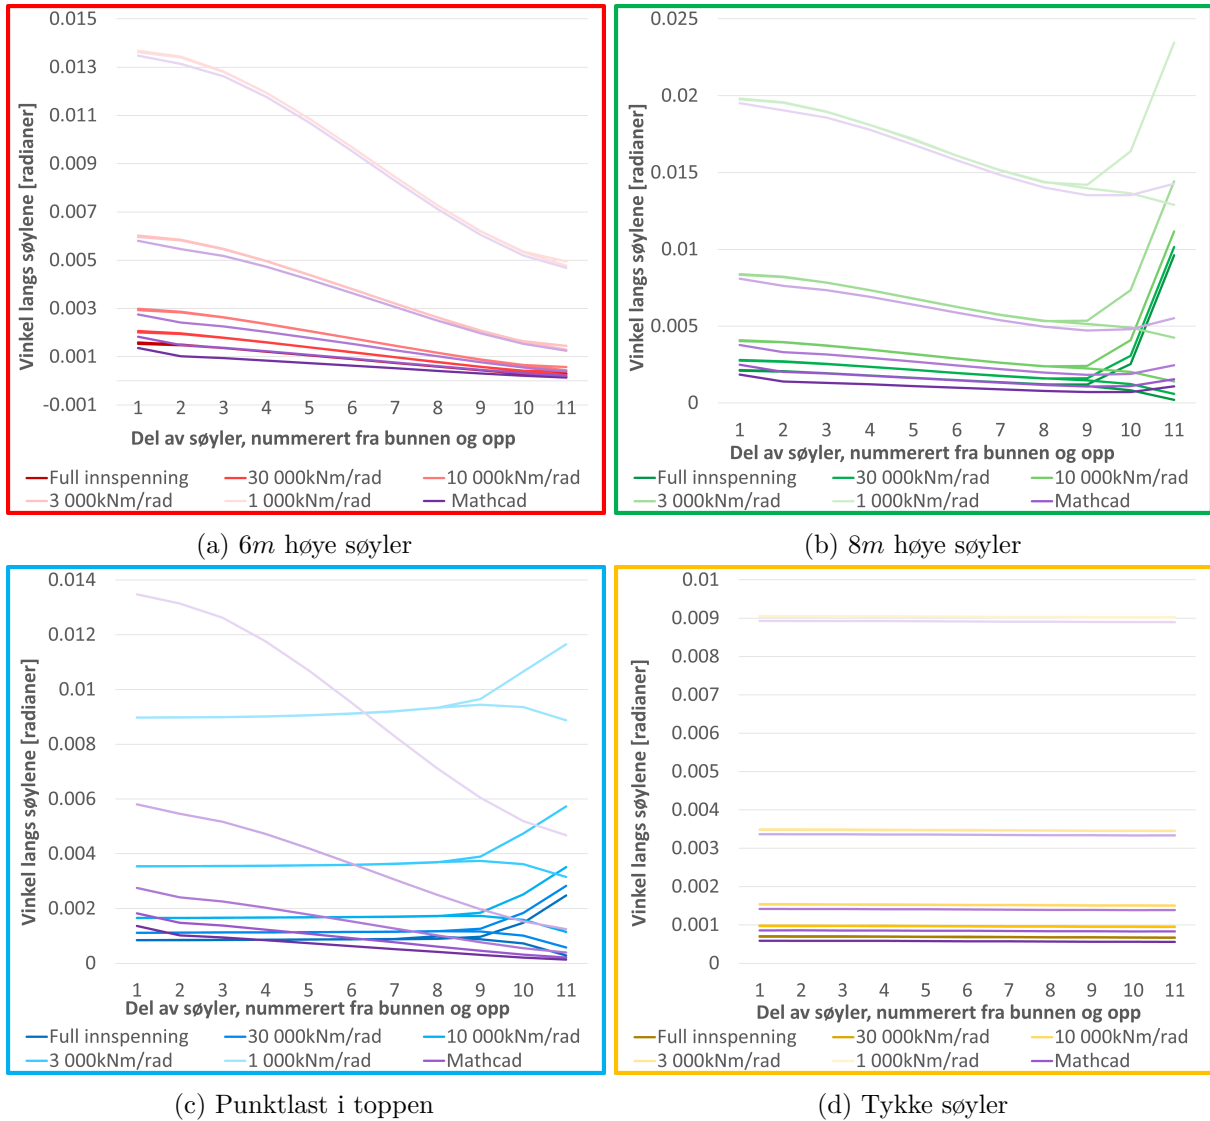 0.015
0.013
0.011
0.009
0.007
0.005
0.003
0.001
-0.001
Vinkel langs søylene [radianer]
1 2 3 4 5 6 7 8 9 10 11
Del av søyler, nummerert fra bunnen og opp
Full innspenning 30 000kNm/rad 10 000kNm/rad
3 000kNm/rad 1 000kNm/rad Mathcad
(a) 6m høye søyler
0.025
0.02
0.015
0.01
0.005
0
Vinkel langs søylene [radianer]
1 2 3 4 5 6 7 8 9 10 11
Del av søyler, nummerert fra bunnen og opp
Full innspenning 30 000kNm/rad 10 000kNm/rad
3 000kNm/rad 1 000kNm/rad Mathcad
(b) 8m høye søyler
0.014
0.012
0.01
0.008
0.006
0.004
0.002
0
Vinkel langs søylene [radianer]
1 2 3 4 5 6 7 8 9 10 11
Del av søyler, nummerert fra bunnen og opp
Full innspenning 30 000kNm/rad 10 000kNm/rad
3 000kNm/rad 1 000kNm/rad Mathcad
(c) Punktlast i toppen
0.01
0.009
0.008
0.007
0.006
0.005
0.004
0.003
0.002
0.001
0
Vinkel langs søylene [radianer]
1 2 3 4 5 6 7 8 9 10 11
Del av søyler, nummerert fra bunnen og opp
Full innspenning 30 000kNm/rad 10 000kNm/rad
3 000kNm/rad 1 000kNm/rad Mathcad
(d) Tykke søyler